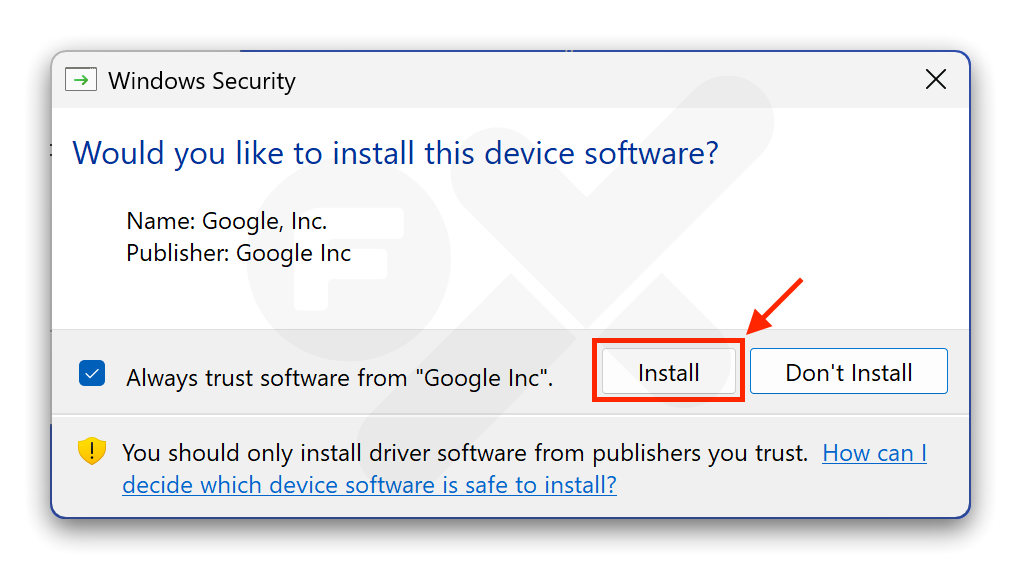 Windows Security
Would you like to install this device software?
Name: Google, Inc.
Publisher: Google Inc
Always trust software from "Google Inc".
Install
Don't Install
You should only install driver software from publishers you trust. How can I
decide which device software is safe to install?